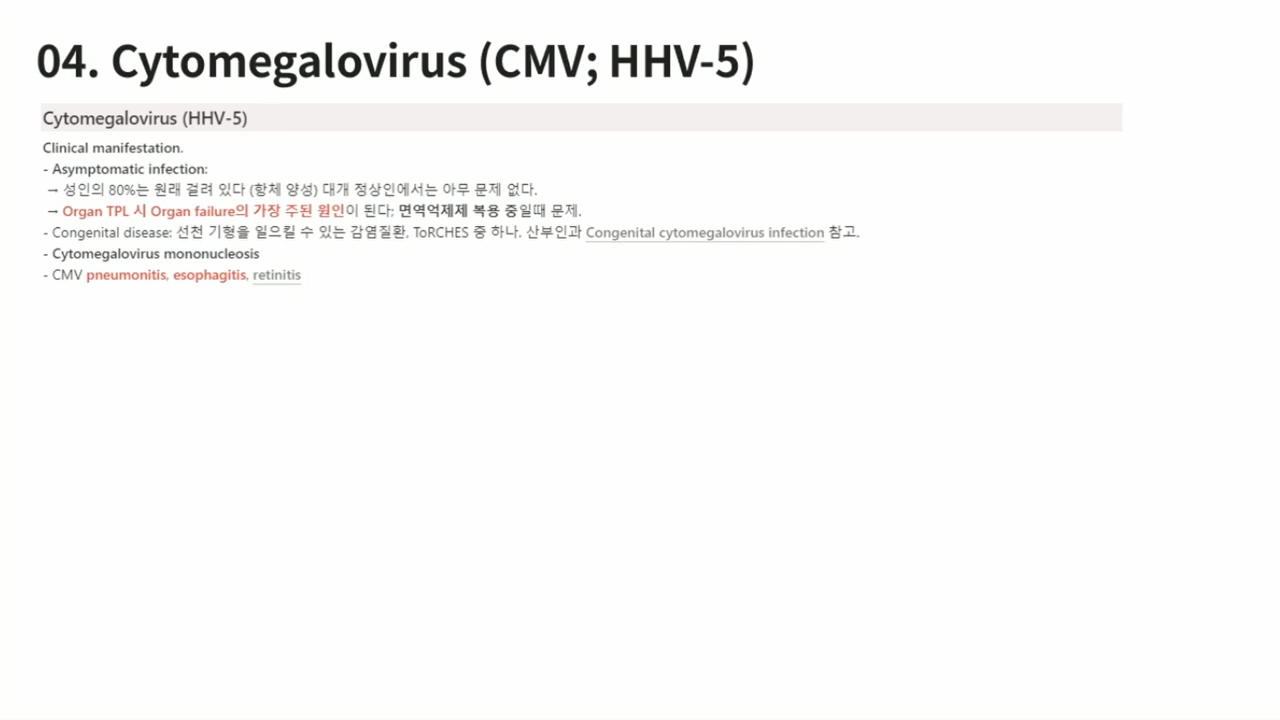 04. Cytomegalovirus (CMV; HHV-5)
Cytomegalovirus (HHV-5)
Clinical manifestation.
- Asymptomatic infection:
→ 성인의 80%는 원래 걸려 있다 (항체 양성) 대개 정상인에서는 아무 문제 없다.
→ Organ TPL 시 Organ failure의 가장 주된 원인이 된다; 면역억제제 복용 중일때 문제.
- Congenital disease: 선천 기형을 일으킬 수 있는 감염질환, ToRCHES 중 하나. 산부인과 Congenital cytomegalovirus infection 참고.
- Cytomegalovirus mononucleosis
- CMV pneumonitis, esophagitis, retinitis